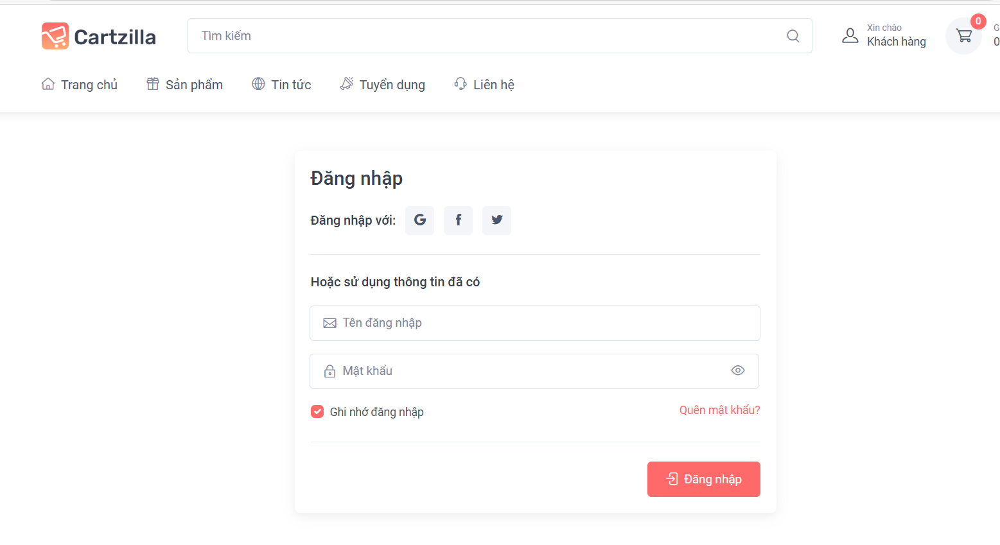 Cartzilla
Tìm kiếm
Xin chào
Khách hàng
0
G
0
Trang chủ
Sản phẩm
Tin tức
Tuyển dụng
Liên hệ
Đăng nhập
Đăng nhập với:
Hoặc sử dụng thông tin đã có
Tên đăng nhập
Mật khẩu
Ghi nhớ đăng nhập
Quên mật khẩu?
Đăng nhập